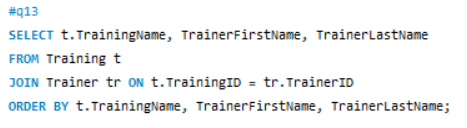 #q13
SELECT t.TrainingName, TrainerFirstName, TrainerLastName
FROM Training t
JOIN Trainer tr ON t.TrainingID = tr.TrainerID
ORDER BY t.TrainingName, TrainerFirstName, TrainerLastName;